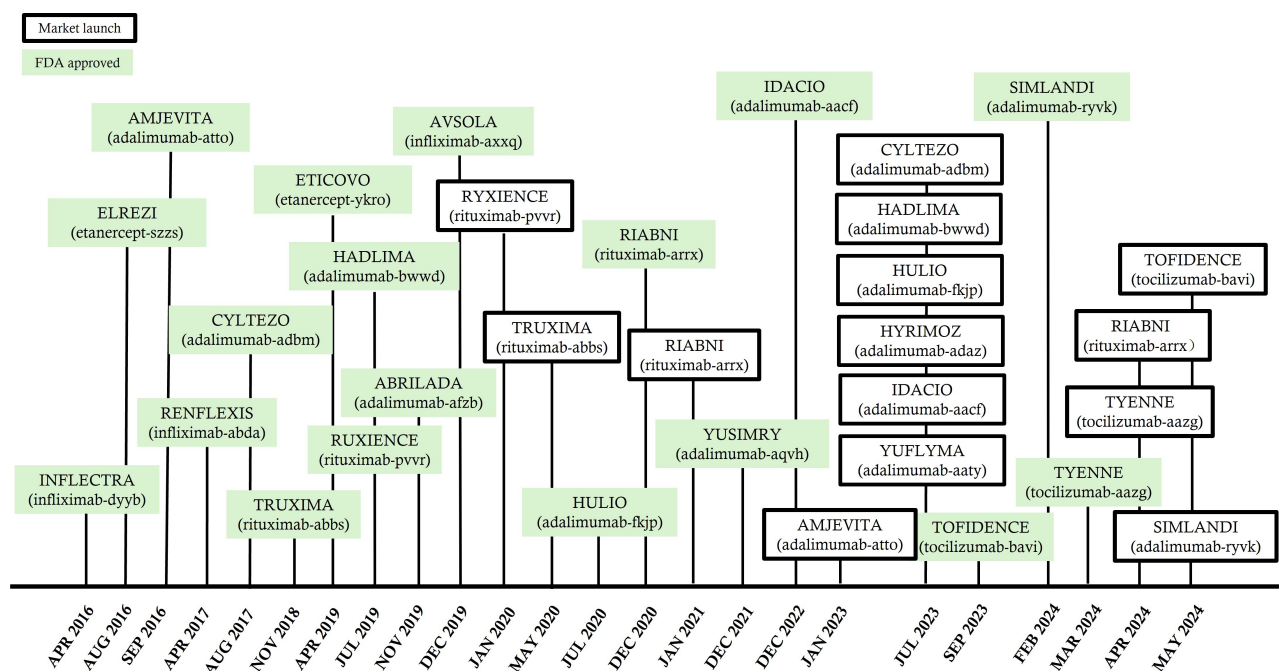 Market launch
FDA approved
AMJEVITA
(adalimumab-atto)
ELREZI
(etanercept-szzs)
CYLTEZO
(adalimumab-adbm)
RENFLEXIS
(infliximab-abda)
INFLECTRA
(infliximab-dyyb)
TRUXIMA
(rituximab-abbs)
AVSOLA
(infliximab-axxq)
ETICOVO
(etanercept-ykro)
HADLIMA
(adalimumab-bwwd)
ABRILADA
(adalimumab-afzb)
RUXIENCE
(rituximab-pvvr)
RYXIENCE
(rituximab-pvvr)
TRUXIMA
(rituximab-abbs)
HULIO
(adalimumab-fkjp)
RIABNI
(rituximab-arrx)
RIABNI
(rituximab-arrx)
YUSIMRY
(adalimumab-aqvh)
IDACIO
(adalimumab-aacf)
AMJEVITA
(adalimumab-atto)
CYLTEZO
(adalimumab-adbm)
HADLIMA
(adalimumab-bwwd)
HULIO
(adalimumab-fkjp)
HYRIMOZ
(adalimumab-adaz)
IDACIO
(adalimumab-aacf)
YUFLYMA
(adalimumab-aaty)
TOFIDENCE
(tocilizumab-bavi)
SIMLANDI
(adalimumab-ryvk)
TYENNE
(tocilizumab-aazg)
TOFIDENCE
(tocilizumab-bavi)
RIABNI
(rituximab-arrx）
TYENNE
(tocilizumab-aazg)
SIMLANDI
(adalimumab-ryvk)
APR 2016
AUG 2016
SEP 2016
APR 2017
AUG 2017
NOV 2018
APR 2019
JUL 2019
NOV 2019
DEC 2019
JAN 2020
MAY 2020
JUL 2020
DEC 2020
JAN 2021
DEC 2021
DEC 2022
JAN 2023
JUL 2023
SEP 2023
FEB 2024
MAR 2024
APR 2024
MAY 2024